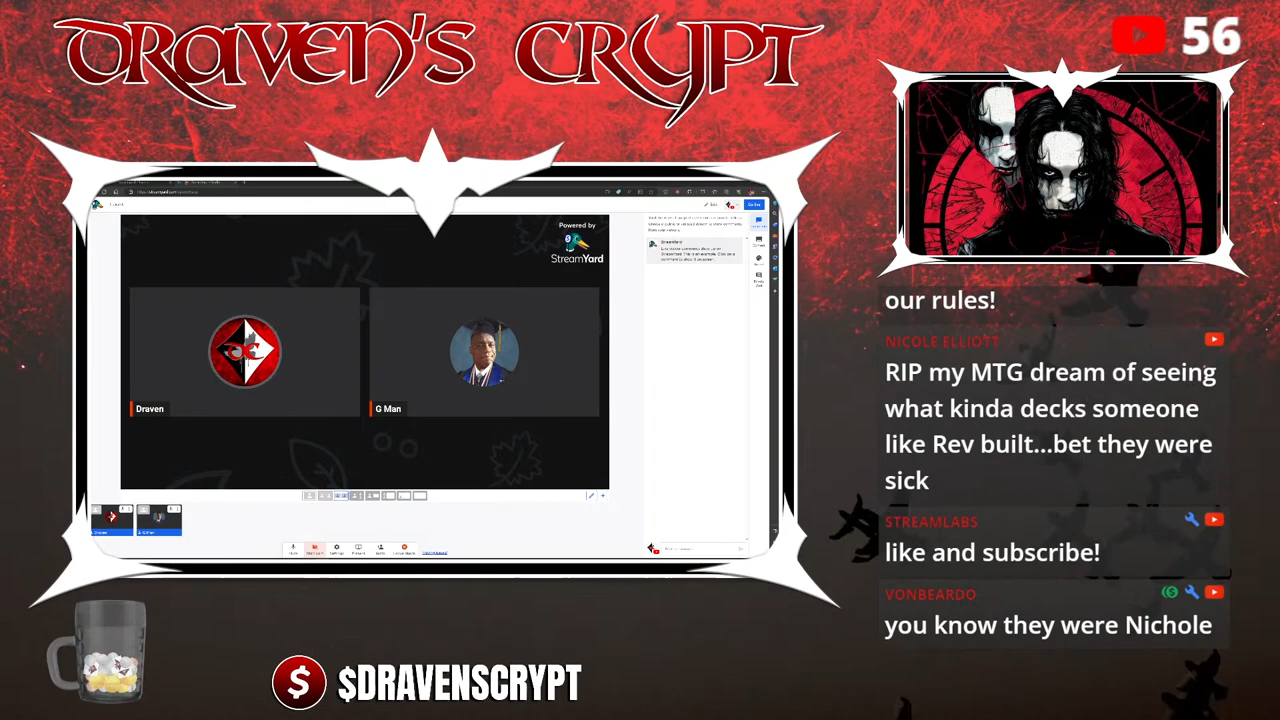 DRAVEN'S CRYPT
56
Powered by
StreamYard
Draven
G Man
our rules!
NICOLE ELLIOTT
RIP my MTG dream of seeing
what kinda decks someone
like Rev built...bet they were
sick
STREAMLABS
like and subscribe!
VONBEARDO
you know they were Nichole
$ $DRAVENSCRYPT